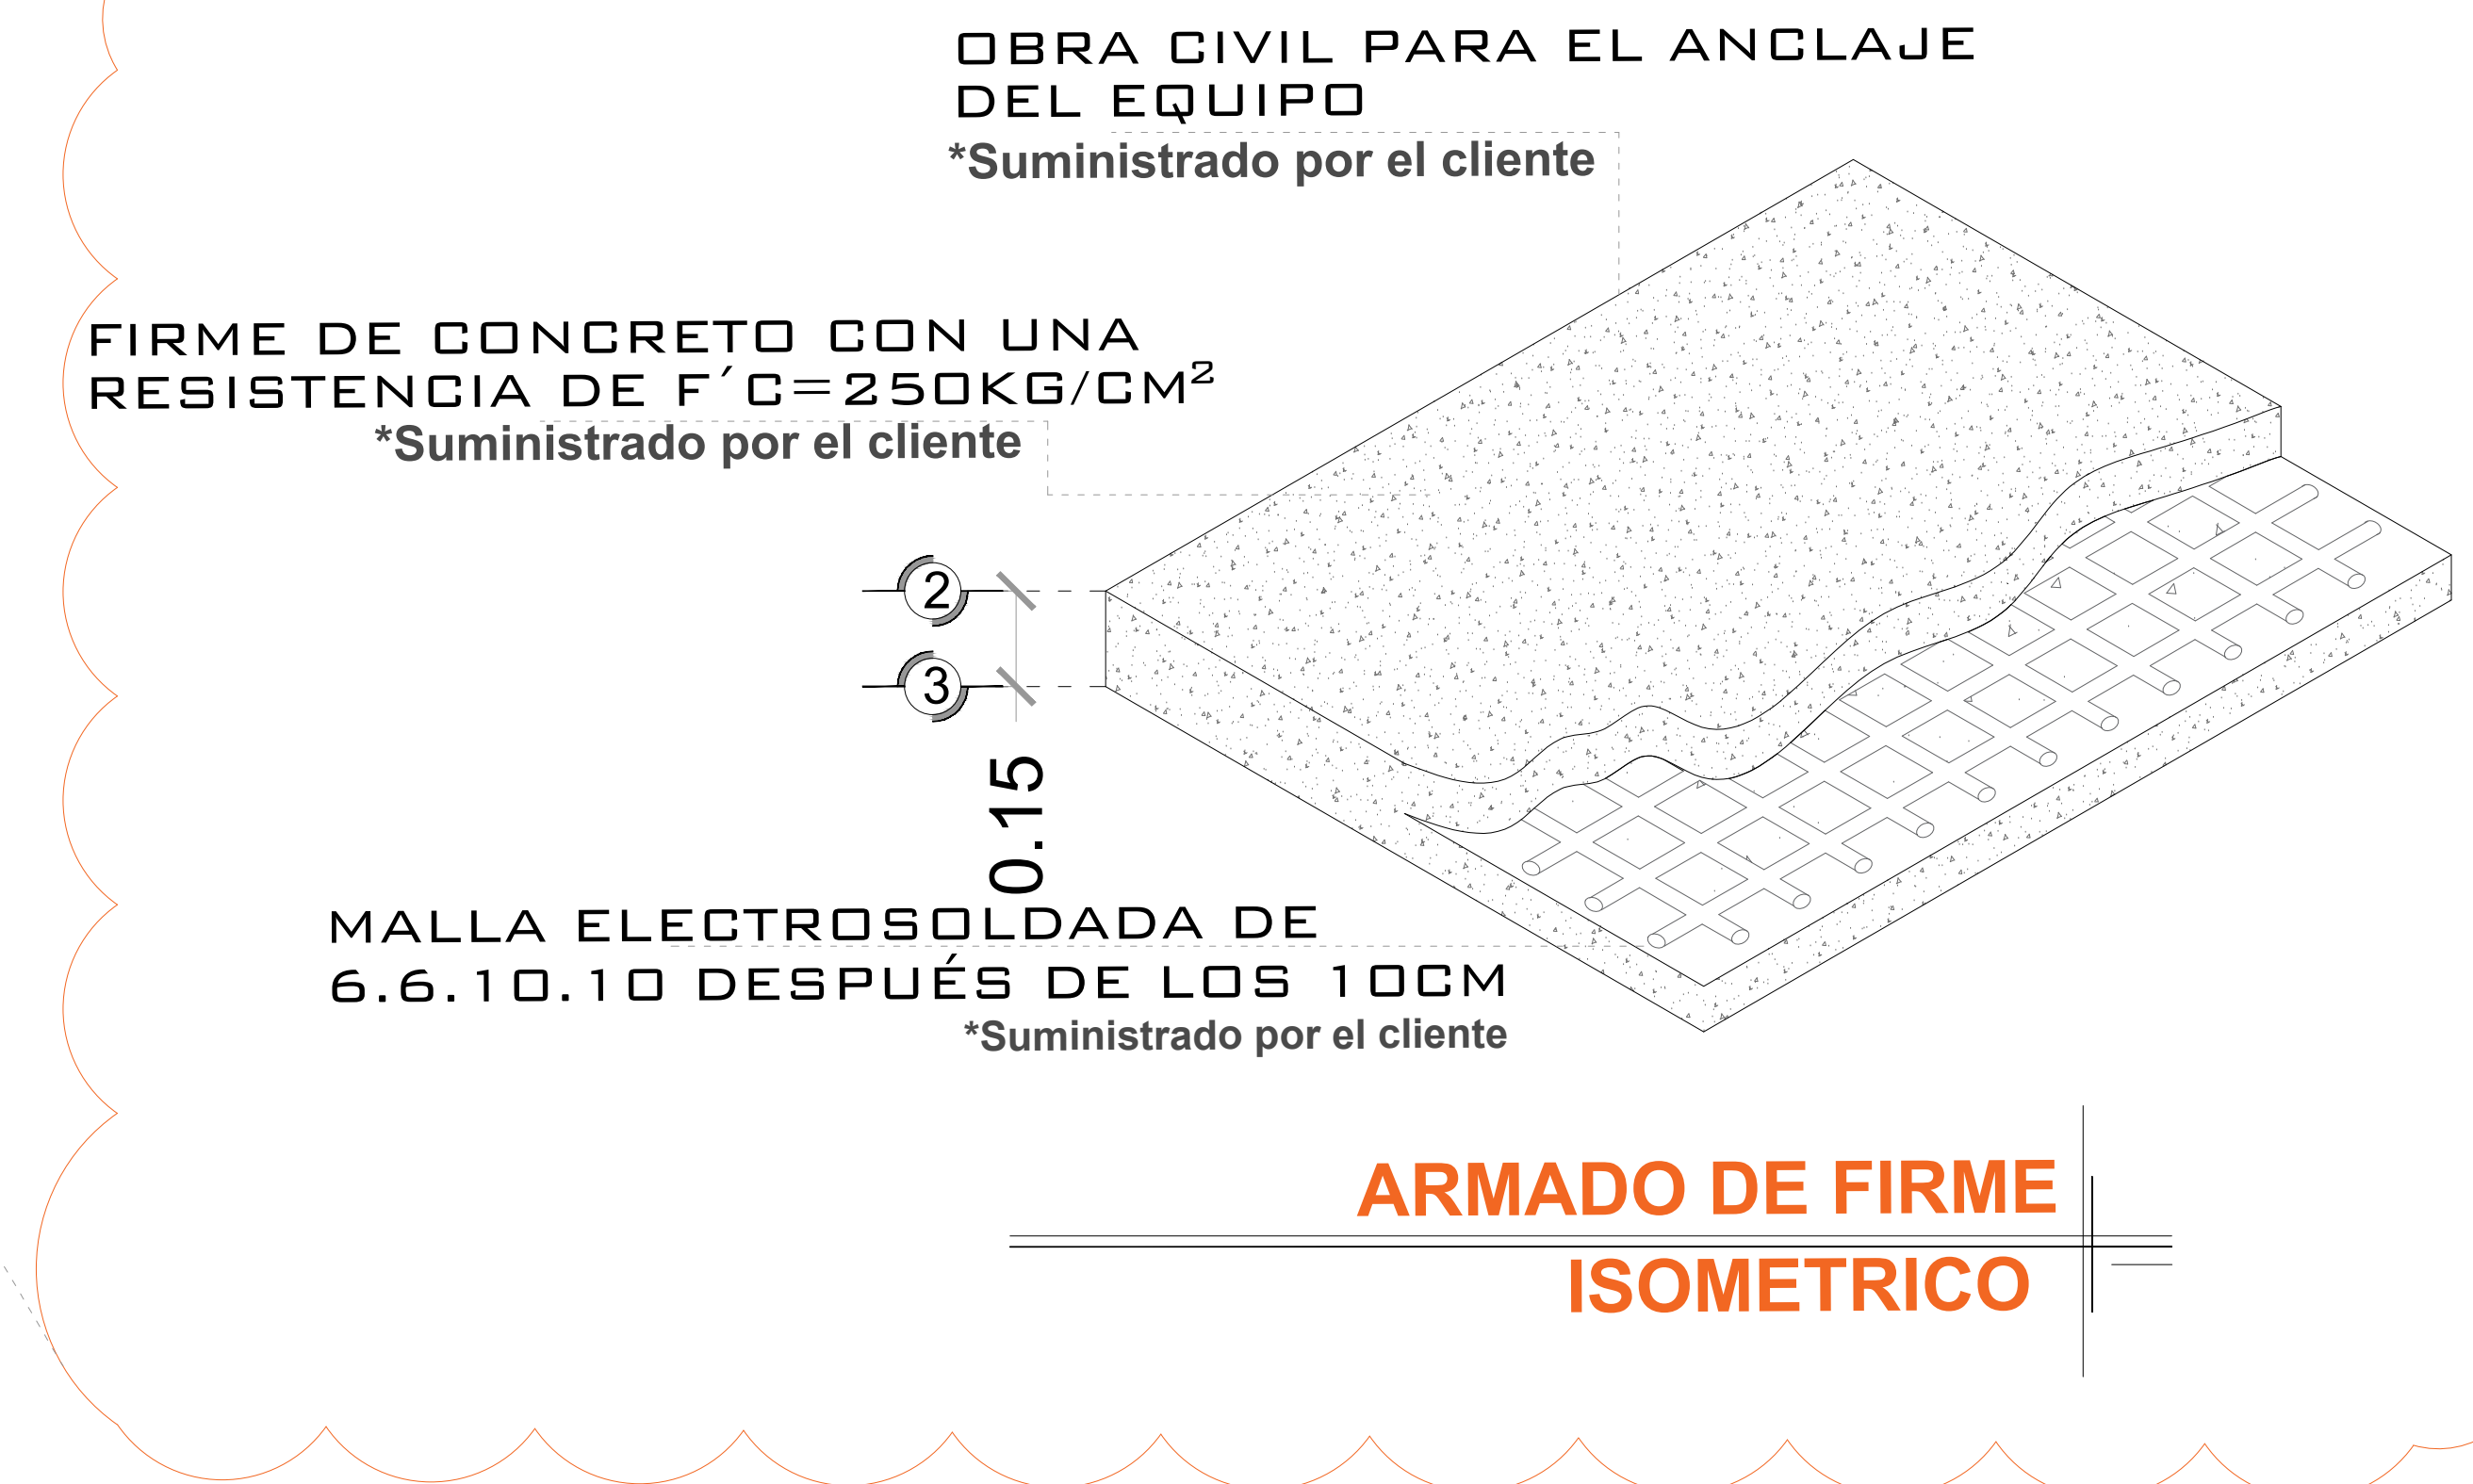 OBRA CIVIL PARA EL ANCLAJE
DEL EQUIPO
*Suministrado por el cliente
FIRME DE CONCRETO CON UNA
RESISTENCIA DE F´C=250KG/CM²
*Suministrado por el cliente
2
3
0.15
MALLA ELECTROSOLDADA DE
6.6.10.10 DESPUÉS DE LOS 10CM
*Suministrado por el cliente
ARMADO DE FIRME
ISOMETRICO